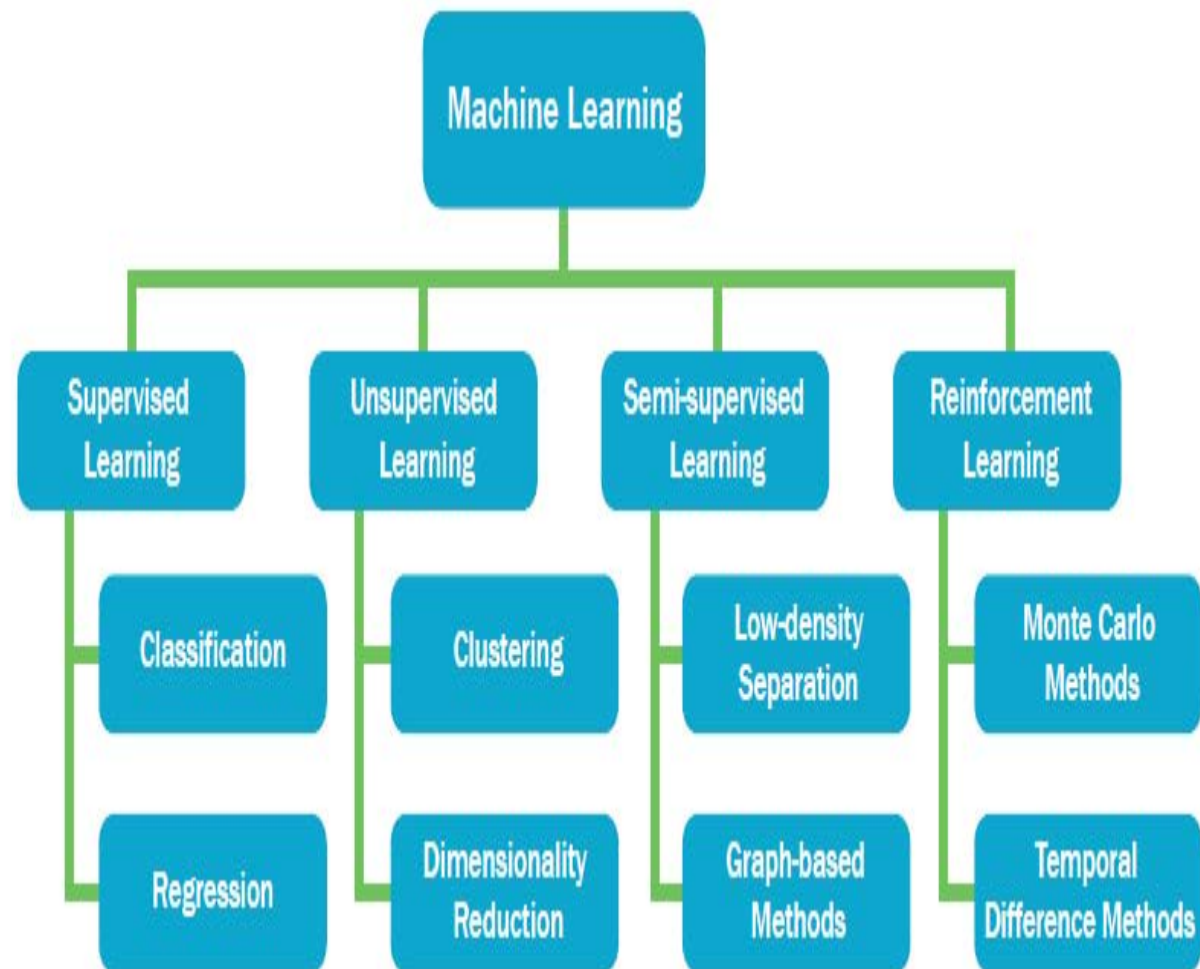 Machine Learning
Supervised
Learning
Unsupervised
Learning
Semi-supervised
Learning
Reinforcement
Learning
Classification
Clustering
Low-density
Separation
Monte Carlo
Methods
Regression
Dimensionality
Reduction
Graph-based
Methods
Temporal
Difference Methods